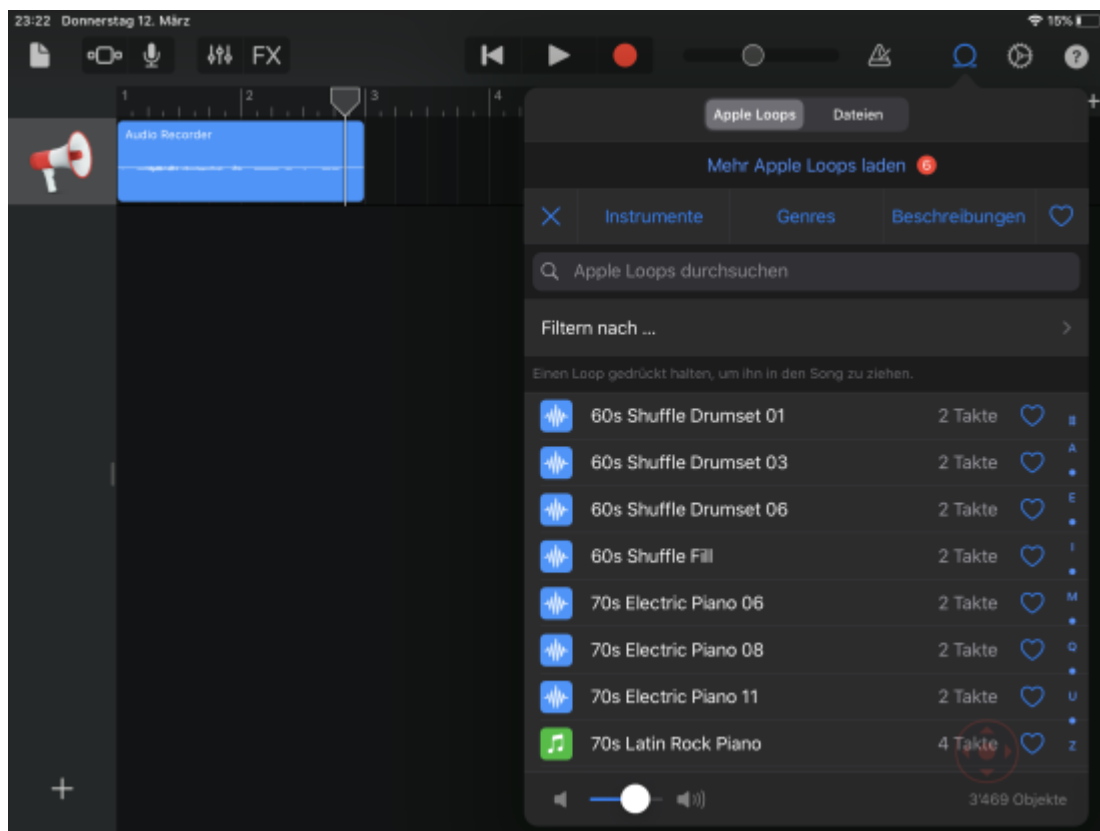 23:22 Donnerstag 12. März
15%
FX
1 2 3 4
Audio Recorder
Apple Loops Dateien
Mehr Apple Loops laden 6
Instrumente Genres Beschreibungen
Apple Loops durchsuchen
Filtern nach ...
Einen Loop gedrückt halten, um ihn in den Song zu ziehen.
60s Shuffle Drumset 01 2 Takte
#
60s Shuffle Drumset 03 2 Takte
A
60s Shuffle Drumset 06 2 Takte
E
60s Shuffle Fill 2 Takte
I
70s Electric Piano 06 2 Takte
M
70s Electric Piano 08 2 Takte
Q
70s Electric Piano 11 2 Takte
U
70s Latin Rock Piano 4 Takte
Z
3'469 Objekte